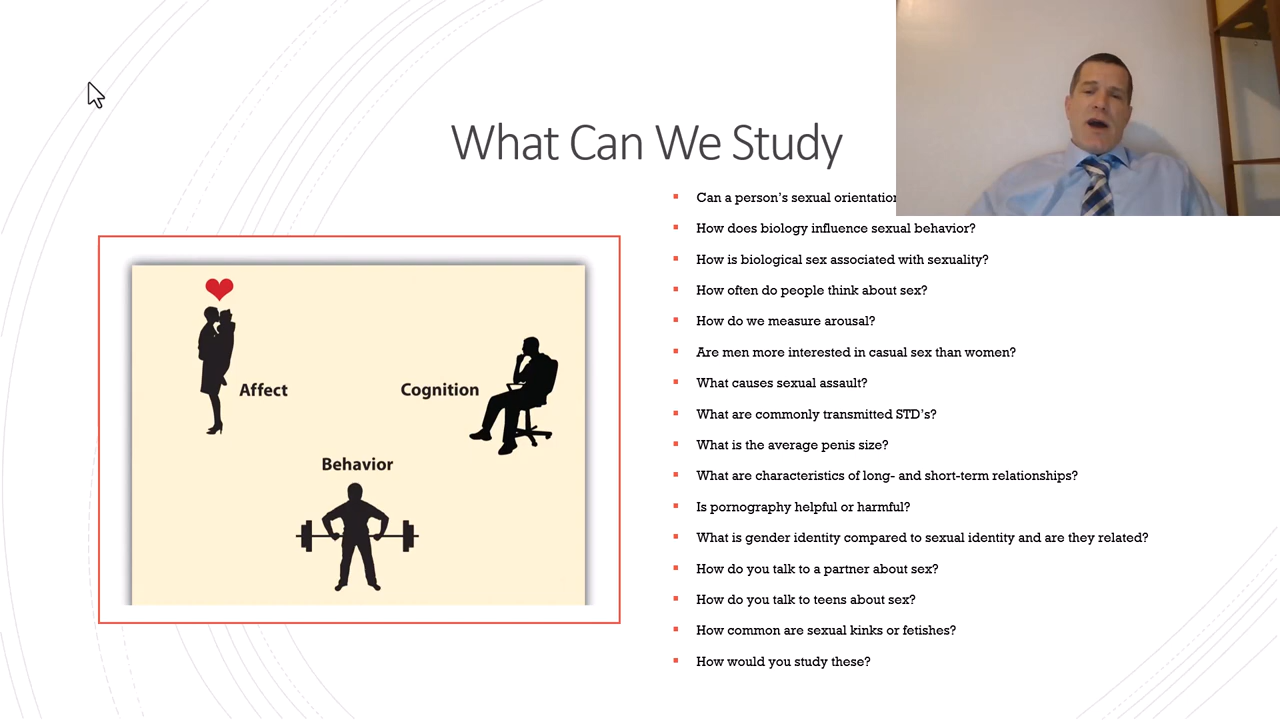 What Can We Study
Can a person's sexual orientation
How does biology influence sexual behavior?
How is biological sex associated with sexuality?
How often do people think about sex?
How do we measure arousal?
Are men more interested in casual sex than women?
What causes sexual assault?
What are commonly transmitted STD's?
What is the average penis size?
What are characteristics of long- and short-term relationships?
Is pornography helpful or harmful?
What is gender identity compared to sexual identity and are they related?
How do you talk to a partner about sex?
How do you talk to teens about sex?
How common are sexual kinks or fetishes?
How would you study these?
Affect
Cognition
Behavior